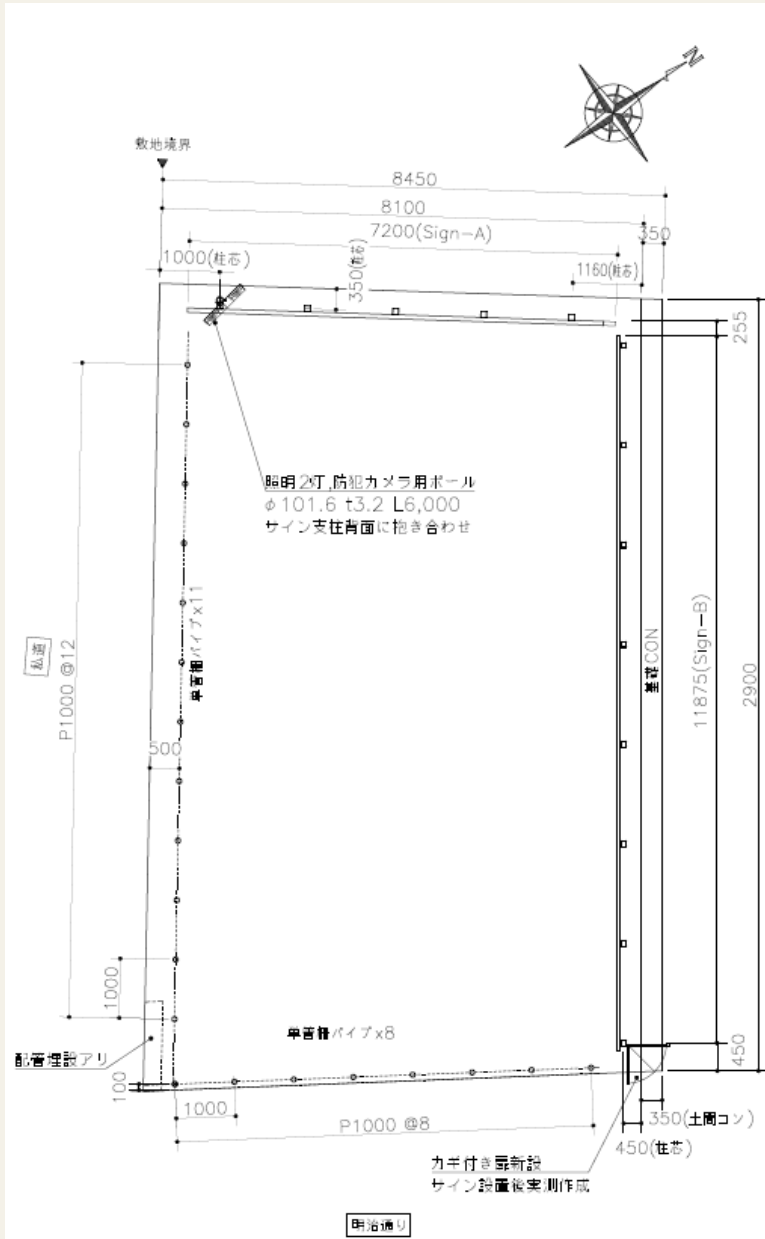 N
敷地境界
8450
8100
7200(Sign-A)
350
1000(柱芯)
350(柱芯)
1160(柱芯)
255
照明2灯,防犯カメラ用ポール
φ101.6 t3.2 L6,000
サイン支柱背面に抱き合わせ
単管柵パイプx11
私道
P1000 @12
基礎CON
11875(Sign-B)
2900
500
1000
単管柵パイプx8
配管埋設アリ
100
450
1000
P1000 @8
350(土間コン)
450(柱芯)
カギ付き扉新設
サイン設置後実測作成
明治通り